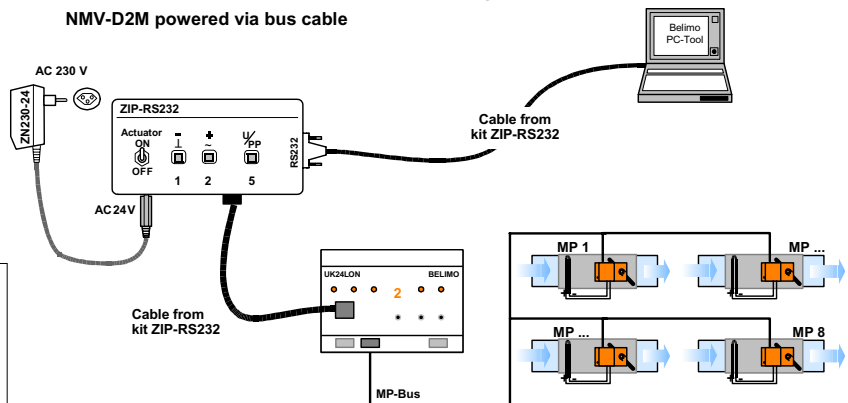 NMV-D2M powered via bus cable
Belimo
PC-Tool
AC 230 V
ZN230-24
ZIP-RS232
Actuator
ON
OFF
- + U/PP
⊥ ~
1 2 5
RS232
Cable from
kit ZIP-RS232
AC 24V
UK24LON BELIMO
2
Cable from
kit ZIP-RS232
MP-Bus
MP 1 MP ...
MP ... MP 8